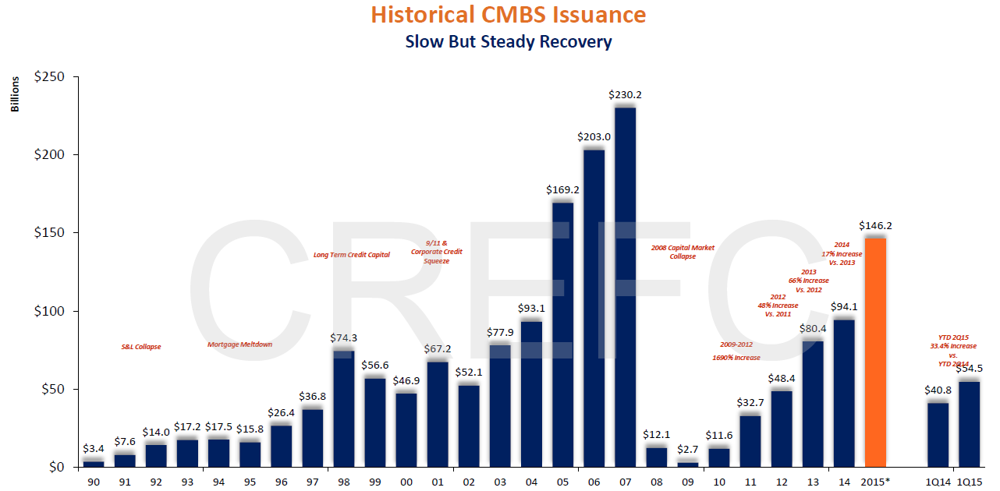 Historical CMBS Issuance
Slow But Steady Recovery
Billions
$250
$200
$150
$100
$50
$0
$3.4
$7.6
$14.0
$17.2
$17.5
$15.8
$26.4
$36.8
$74.3
$56.6
$46.9
$67.2
$52.1
$77.9
$93.1
$169.2
$203.0
$230.2
$12.1
$2.7
$11.6
$32.7
$48.4
$80.4
$94.1
$146.2
$40.8
$54.5
S&L Collapse
Mortgage Meltdown
Long Term Credit Capital
9/11 &
Corporate Credit
Squeeze
2008 Capital Market
Collapse
2009-2012
1690% Increase
2012
48% Increase
Vs. 2011
2013
66% Increase
Vs. 2012
2014
17% Increase
Vs. 2013
YTD 2Q15
33.4% Increase
vs.
YTD 2Q14
CREFC
90 91 92 93 94 95 96 97 98 99 00 01 02 03 04 05 06 07 08 09 10 11 12 13 14 2015* 1Q14 1Q15